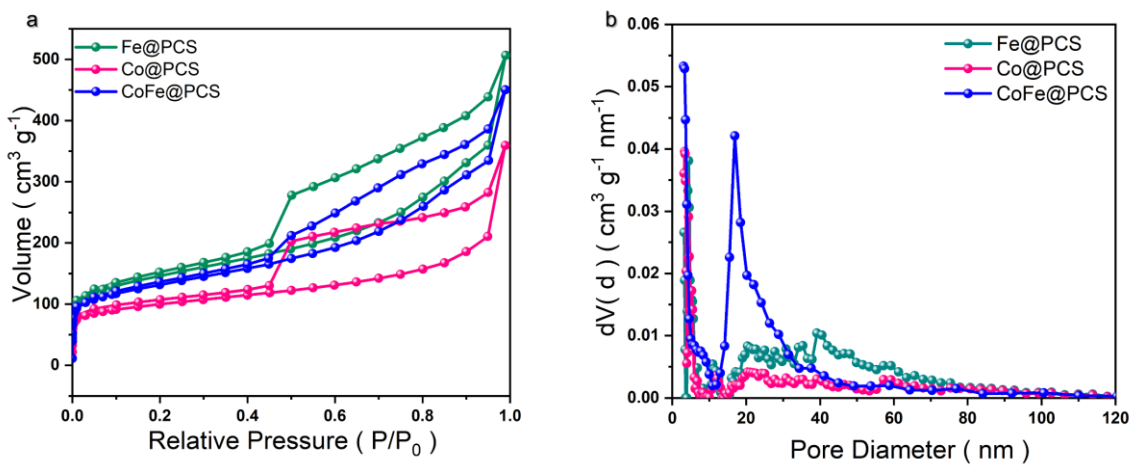 a
Fe@PCS
Co@PCS
CoFe@PCS
Volume ( cm³ g⁻¹)
500
400
300
200
100
0
0.0 0.2 0.4 0.6 0.8 1.0
Relative Pressure ( P/P₀ )
b
Fe@PCS
Co@PCS
CoFe@PCS
dV( d ) ( cm³ g⁻¹ nm⁻¹)
0.06
0.05
0.04
0.03
0.02
0.01
0.00
0 20 40 60 80 100 120
Pore Diameter ( nm )